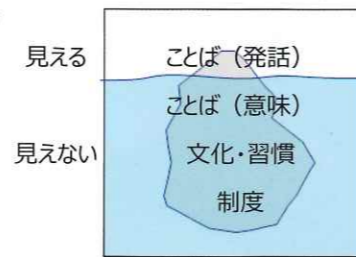 見える
ことば（発話）
ことば（意味）
見えない
文化・習慣
制度